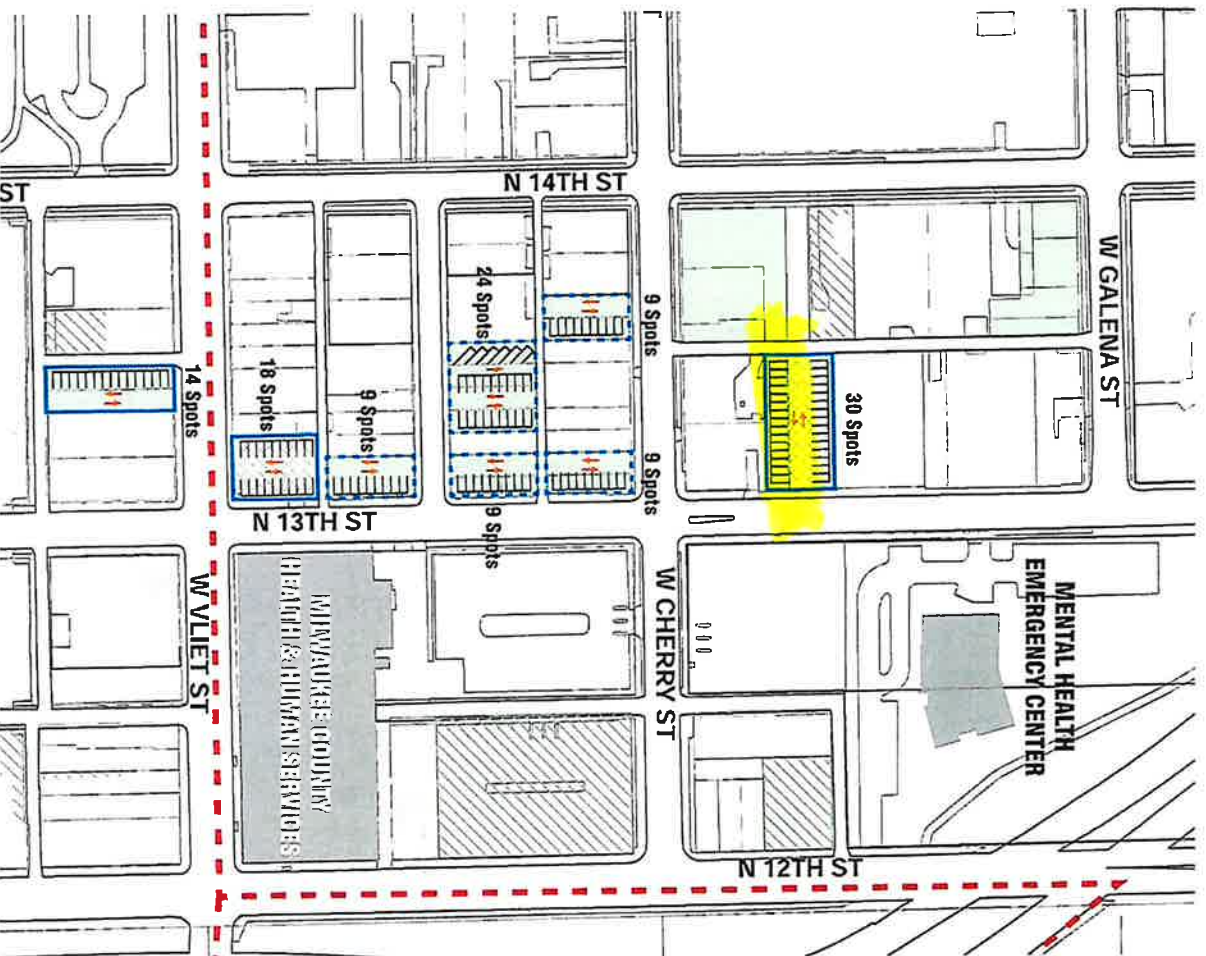 ST
N 14TH ST
W GALENA ST
24 Spots
9 Spots
18 Spots
9 Spots
14 Spots
30 Spots
9 Spots
9 Spots
N 13TH ST
W VLIET ST
MILWAUKEE COUNTY
HEALTH & HUMAN SERVICES
W CHERRY ST
MENTAL HEALTH
EMERGENCY CENTER
N 12TH ST